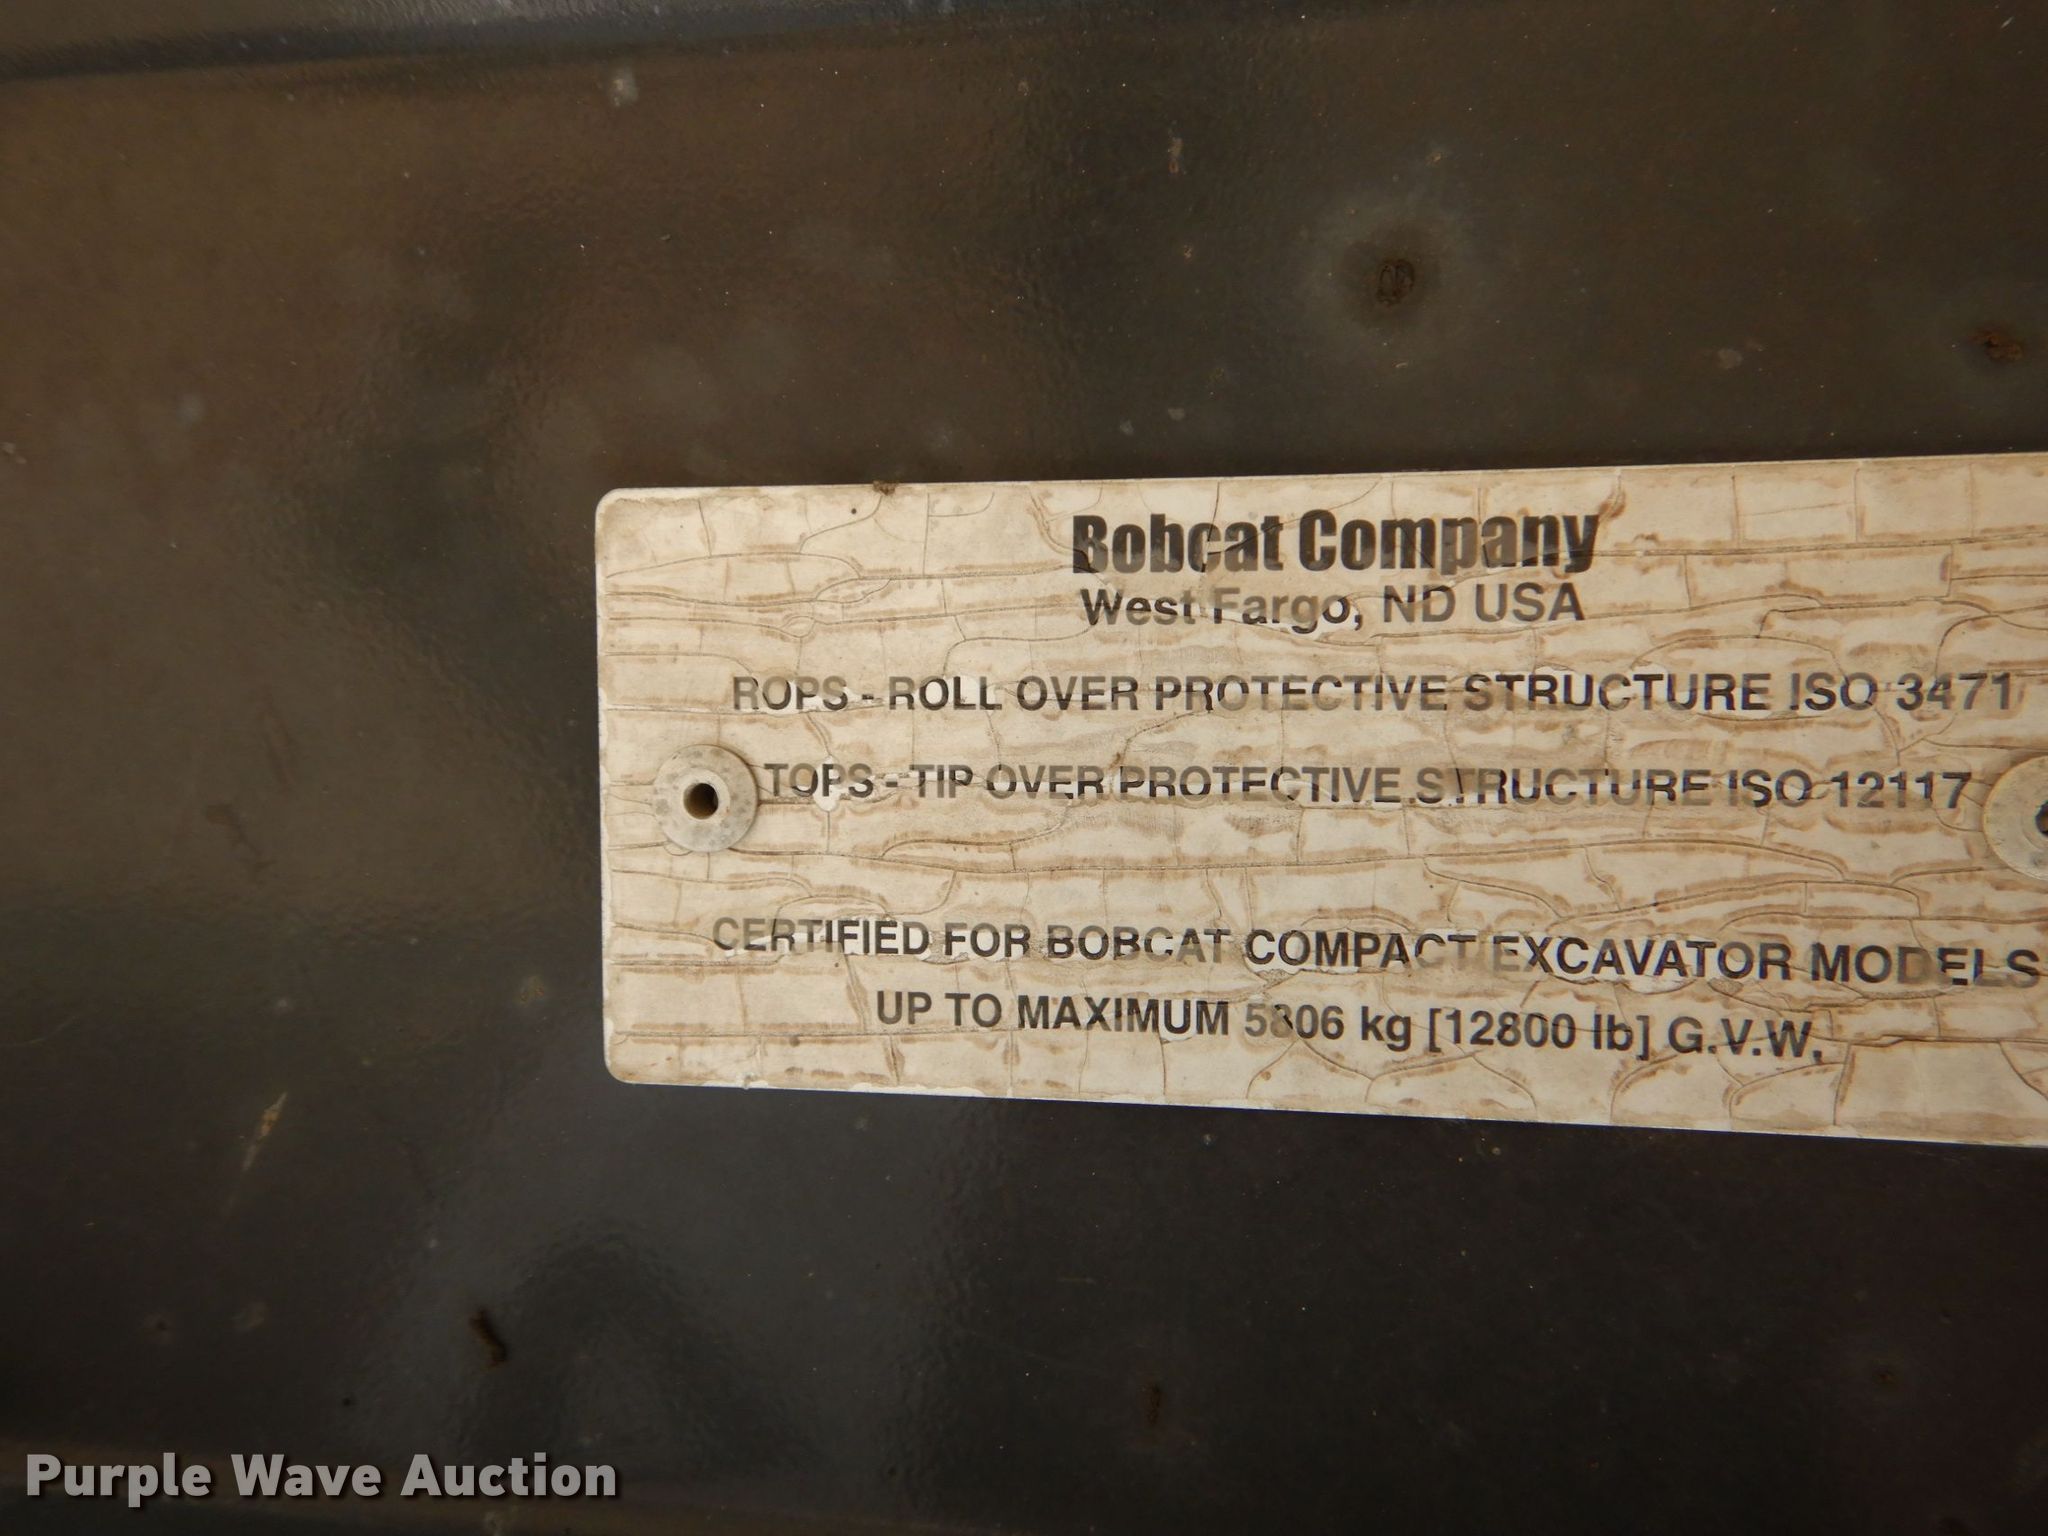 Bobcat Company
West Fargo, ND USA
ROPS - ROLL OVER PROTECTIVE STRUCTURE ISO 3471
TOPS - TIP OVER PROTECTIVE STRUCTURE ISO 12117
CERTIFIED FOR BOBCAT COMPACT EXCAVATOR MODELS
UP TO MAXIMUM 5806 kg [12800 lb] G.V.W.
Purple Wave Auction